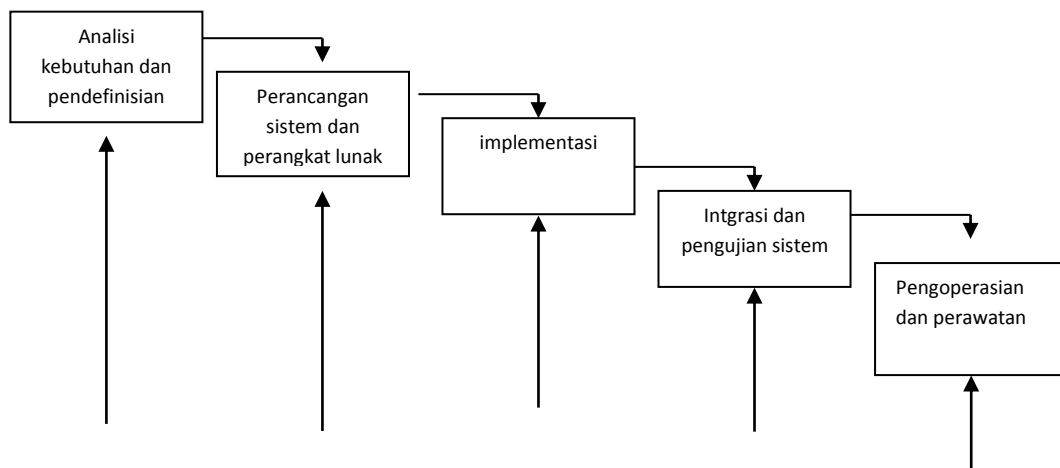 Analisi
kebutuhan dan
pendefinisian
Perancangan
sistem dan
perangkat lunak
implementasi
Intgrasi dan
pengujian sistem
Pengoperasian
dan perawatan